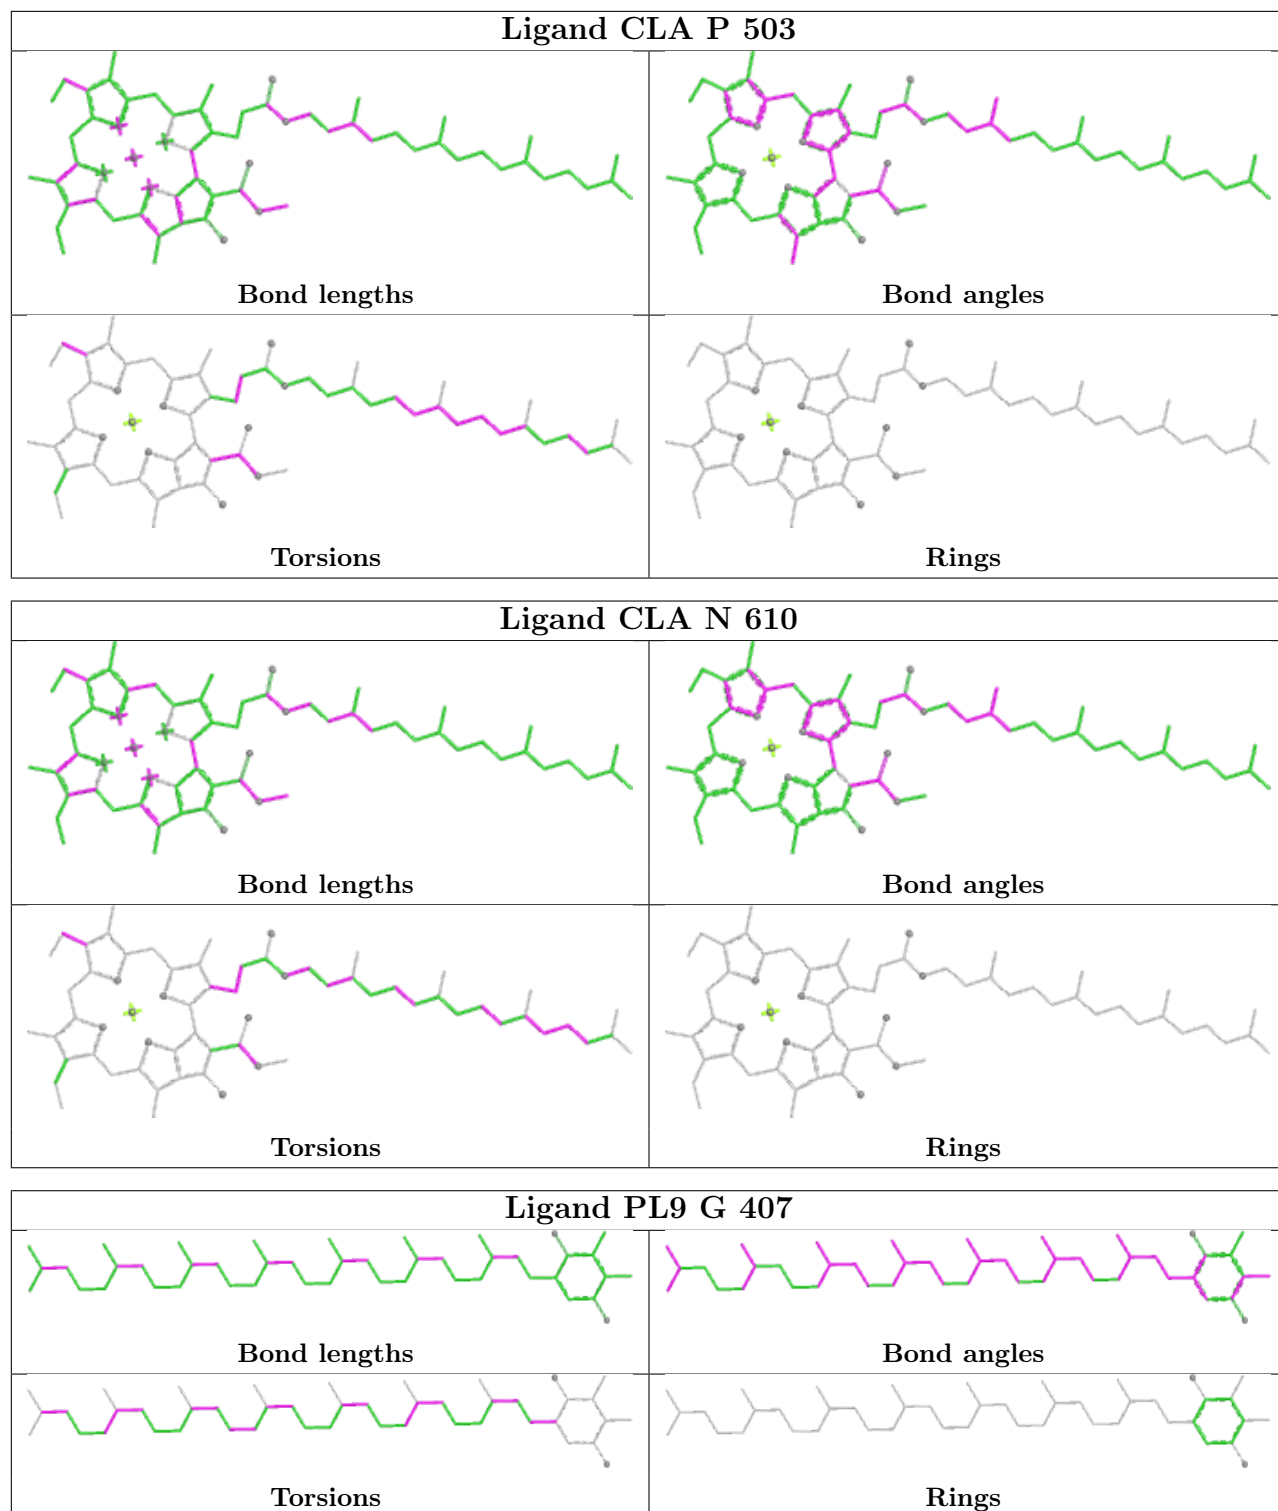 Ligand CLA P 503
Bond lengths
Bond angles
Torsions
Rings
Ligand CLA N 610
Bond lengths
Bond angles
Torsions
Rings
Ligand PL9 G 407
Bond lengths
Bond angles
Torsions
Rings